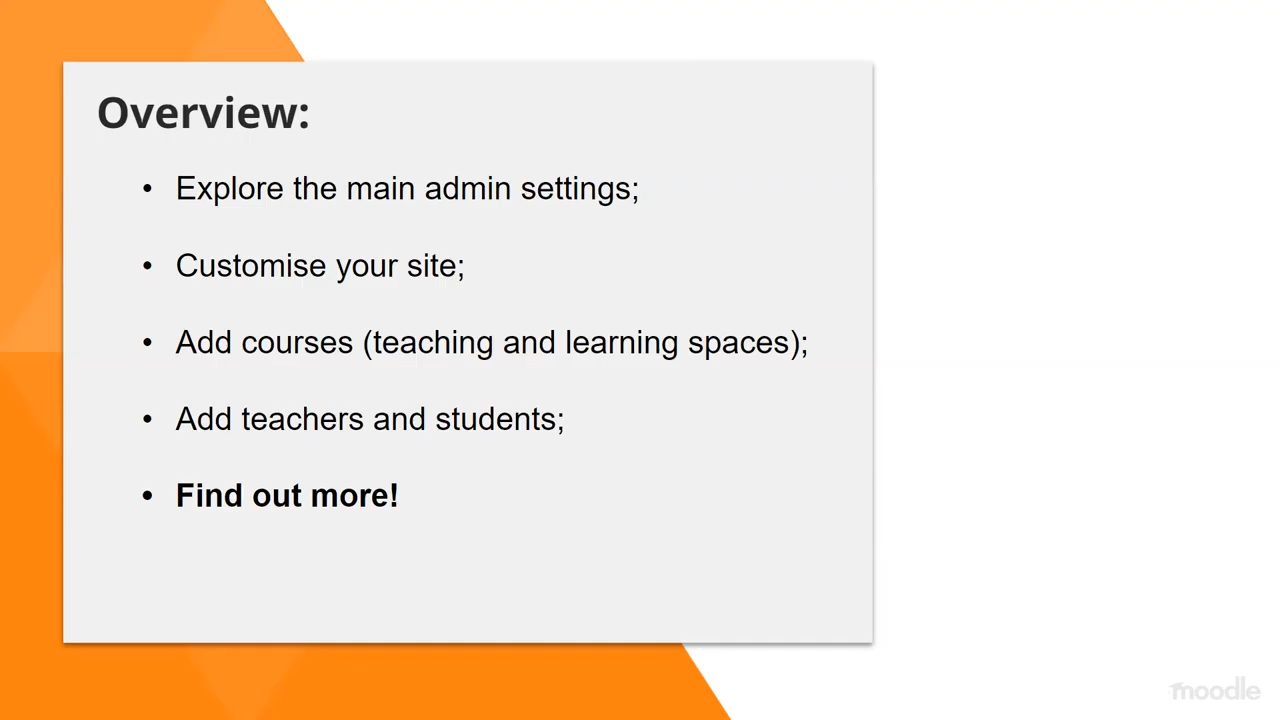 Overview:
• Explore the main admin settings;
• Customise your site;
• Add courses (teaching and learning spaces);
• Add teachers and students;
• Find out more!
moodle